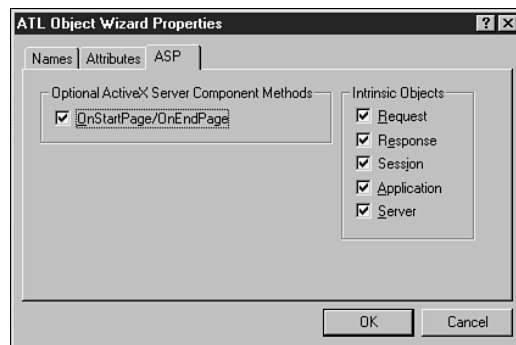 ATL Object Wizard Properties
Names Attributes ASP
Optional ActiveX Server Component Methods
OnStartPage/OnEndPage
Intrinsic Objects
Request
Response
Session
Application
Server
OK Cancel